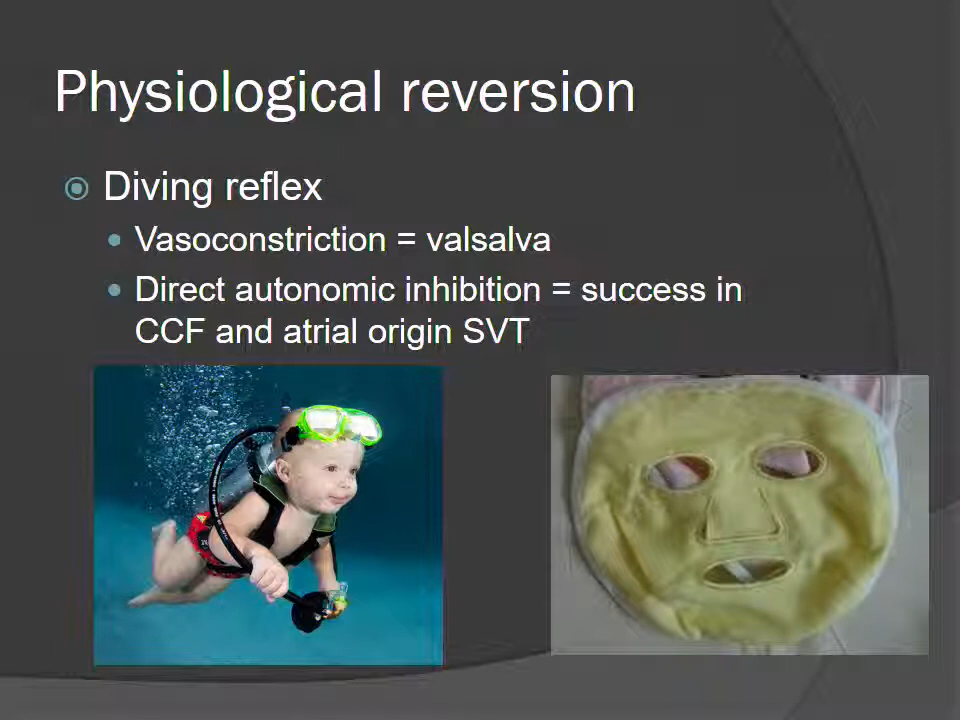 Physiological reversion
Diving reflex
Vasoconstriction = valsalva
Direct autonomic inhibition = success in
CCF and atrial origin SVT